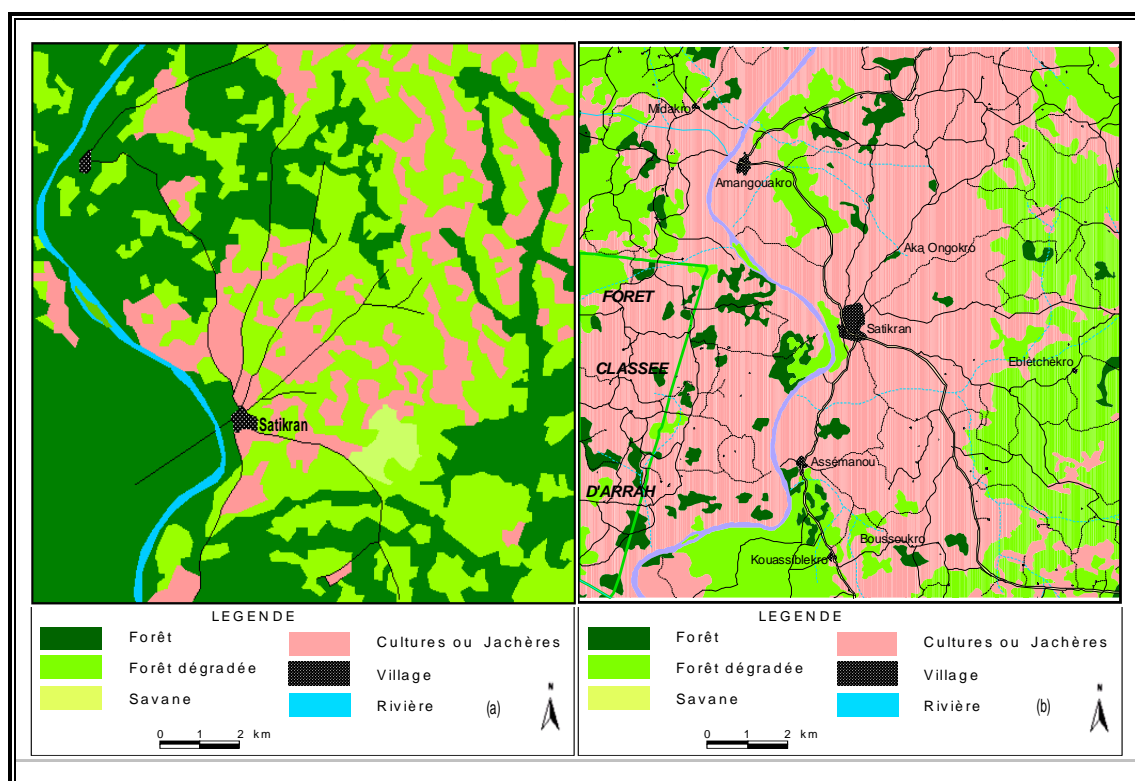 Satikran
LEGENDE
Forêt
Forêt dégradée
Savane
Cultures ou Jachères
Village
Rivière
(a)
N
0 1 2 km
Midakro
Amangouakro
Aka Ongokro
FORET
Satikran
CLASSEE
Eblètchèkro
Assémanou
D'ARRAH
Boussoukro
Kouassiblekro
LEGENDE
Forêt
Forêt dégradée
Savane
Cultures ou Jachères
Village
Rivière
(b)
N
0 1 2 km